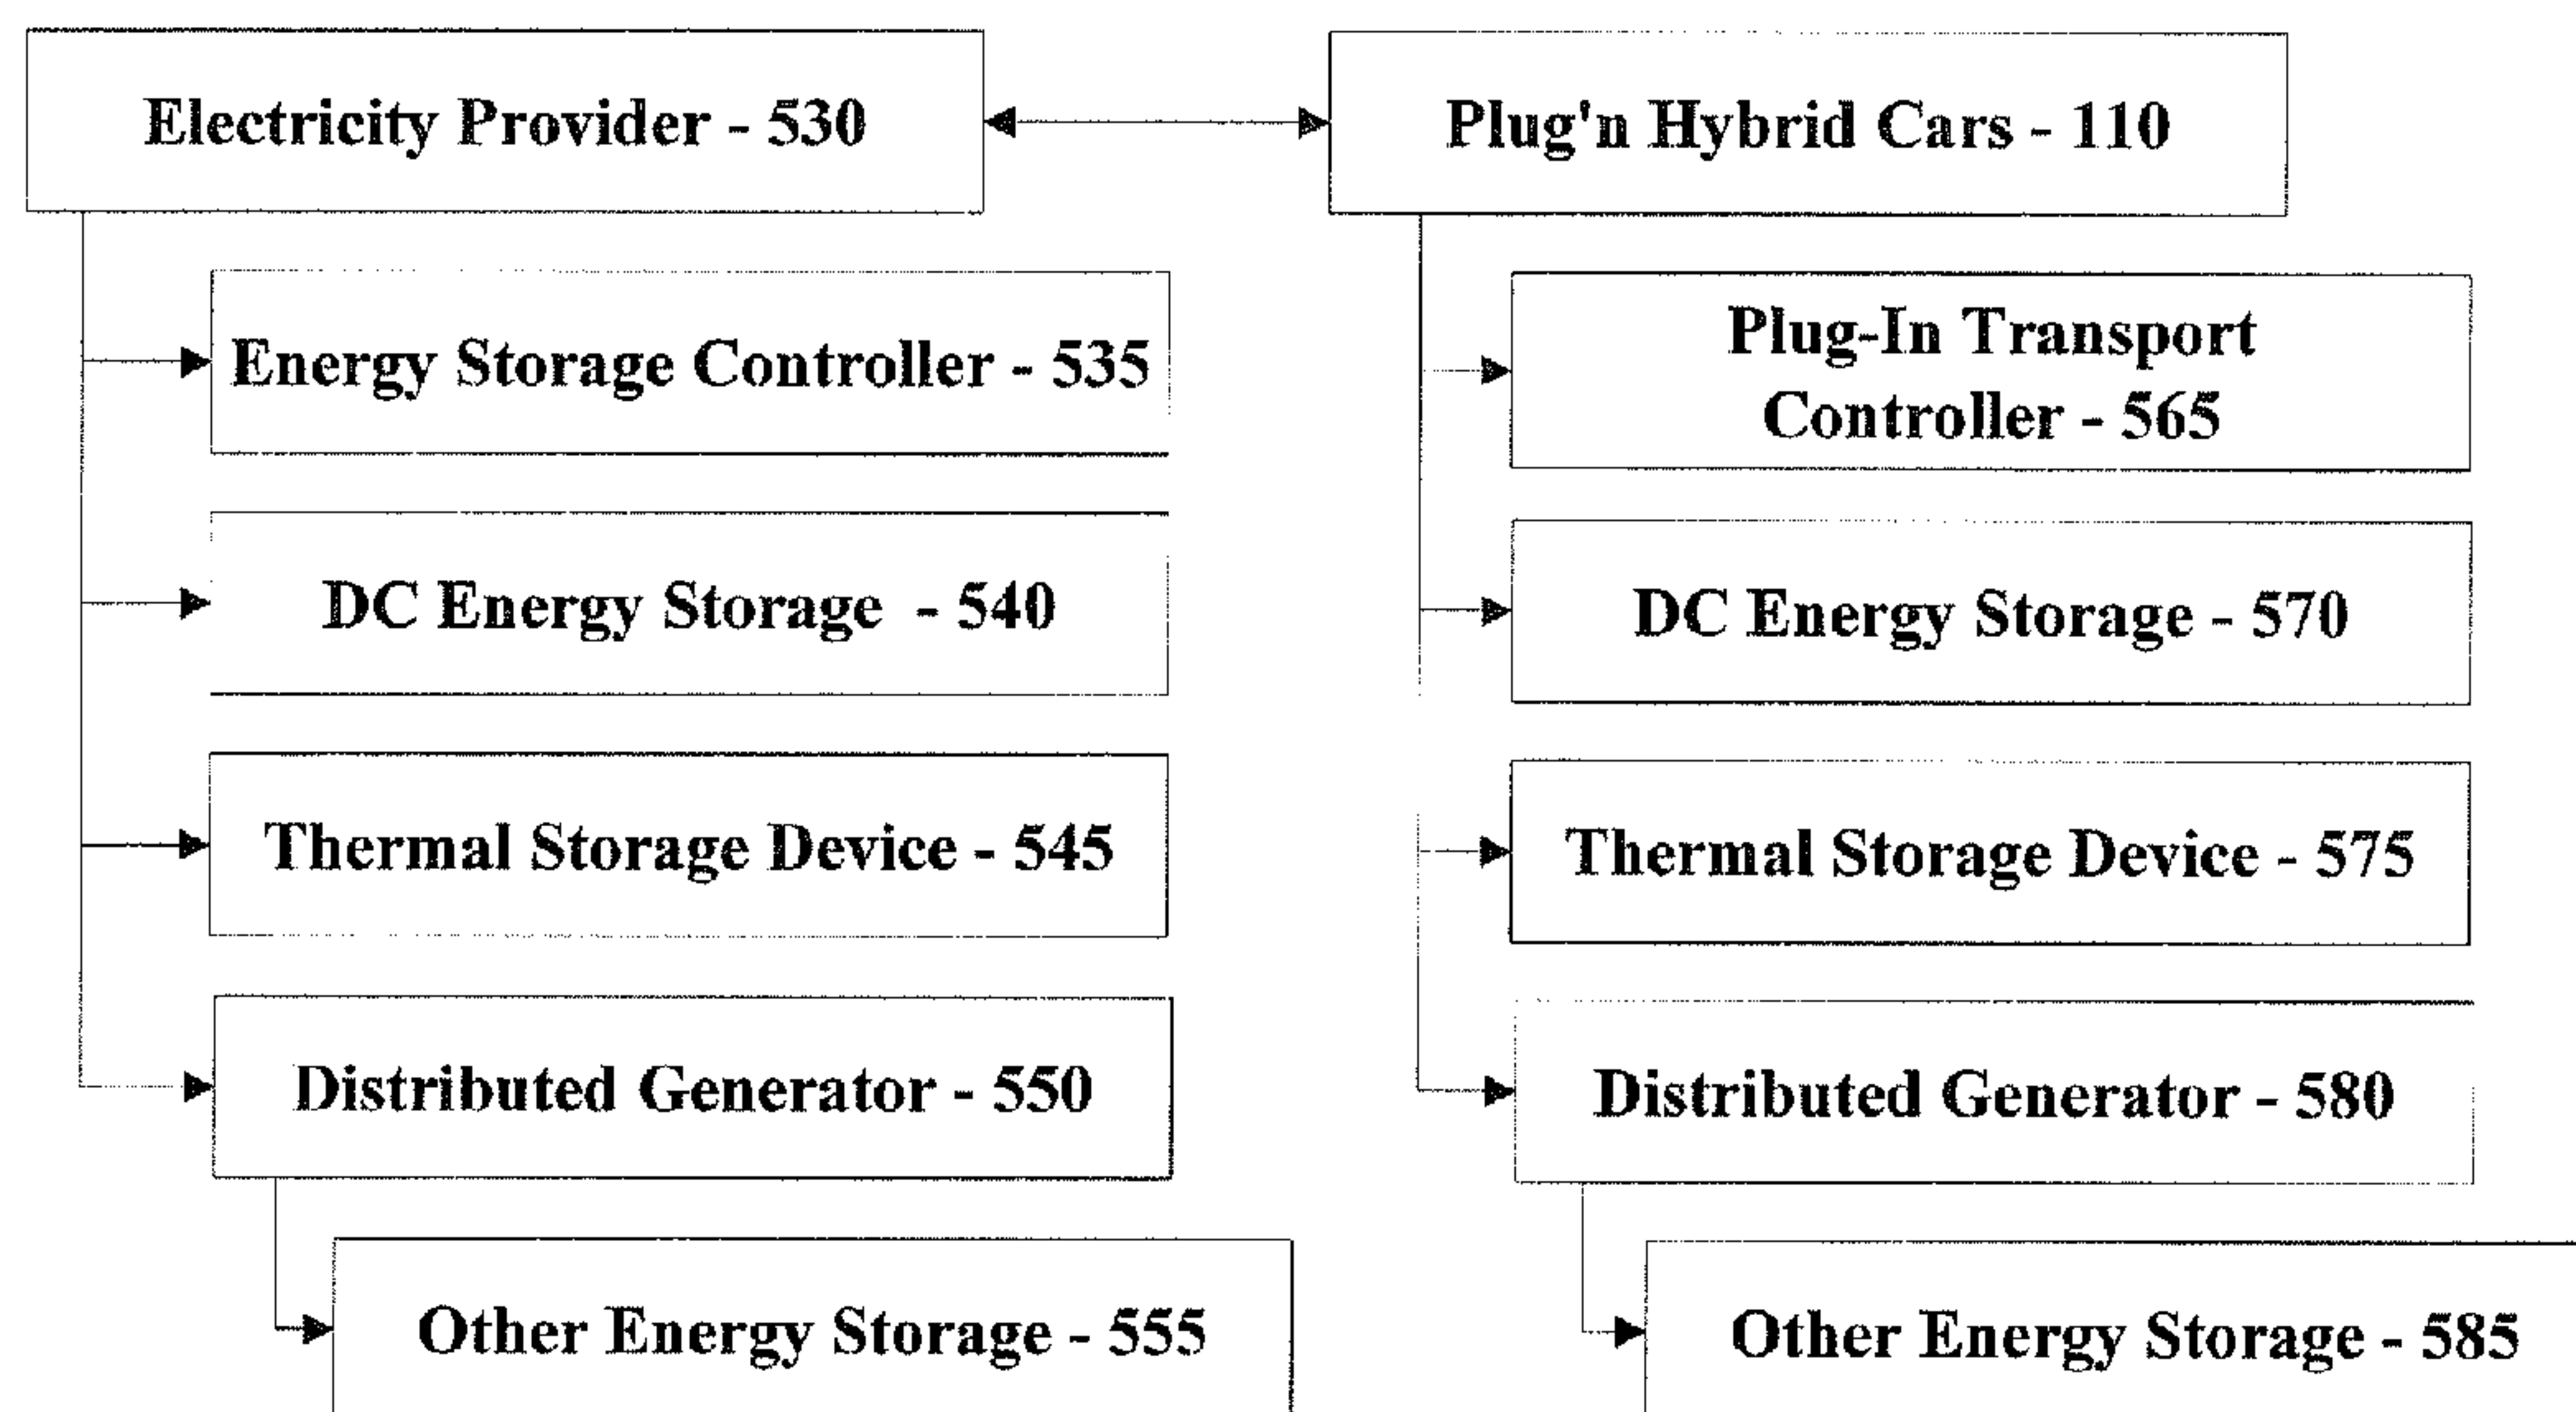 Electricity Provider - 530
Plug'n Hybrid Cars - 110
Energy Storage Controller - 535
Plug-In Transport
Controller - 565
DC Energy Storage - 540
DC Energy Storage - 570
Thermal Storage Device - 545
Thermal Storage Device - 575
Distributed Generator - 550
Distributed Generator - 580
Other Energy Storage - 555
Other Energy Storage - 585